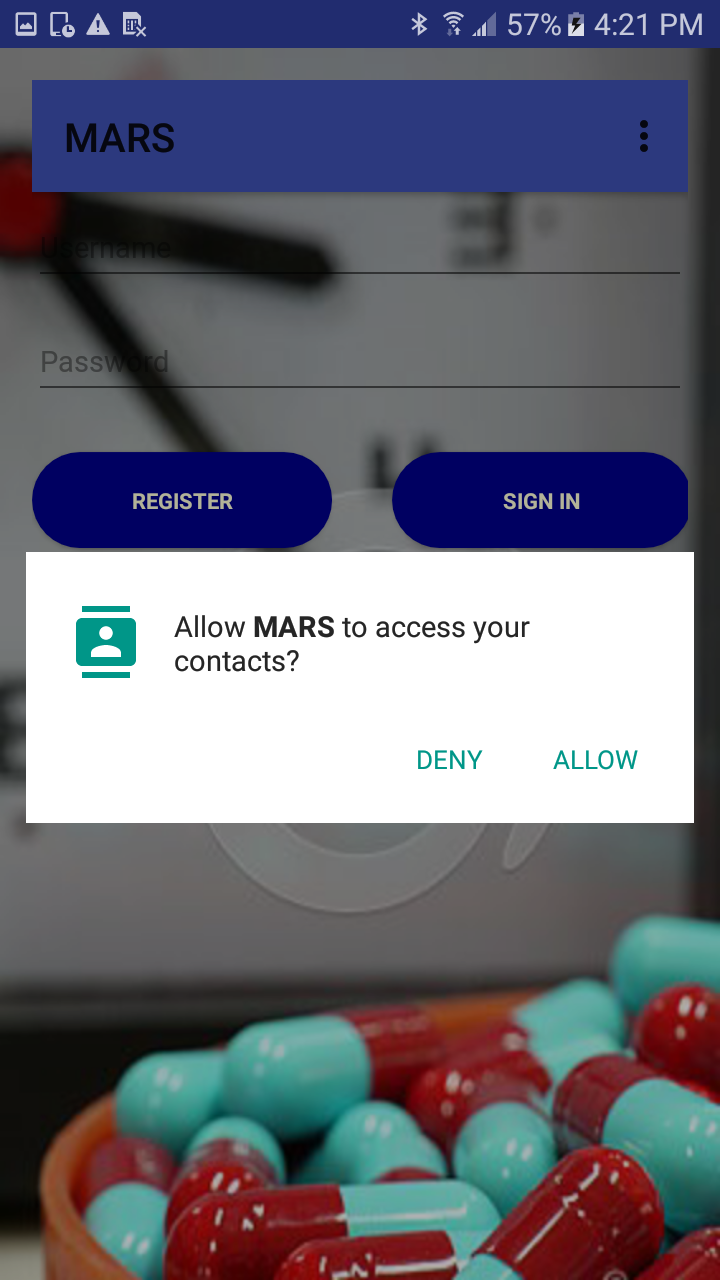 57% 4:21 PM
MARS
Username
Password
REGISTER SIGN IN
Allow MARS to access your
contacts?
DENY ALLOW